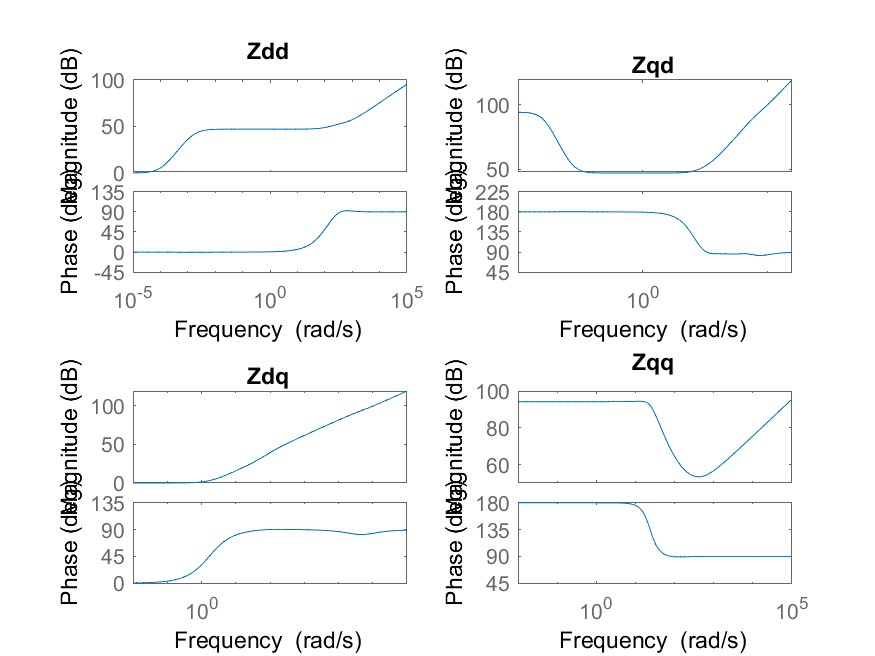 Zdd
Magnitude (dB)
100
50
0
Phase (deg)
135
90
45
0
-45
10^-5
10^0
10^5
Frequency (rad/s)
Zqd
Magnitude (dB)
100
50
Phase (deg)
225
180
135
90
45
10^0
Frequency (rad/s)
Zdq
Magnitude (dB)
100
50
0
Phase (deg)
135
90
45
0
10^0
Frequency (rad/s)
Zqq
Magnitude (dB)
100
80
60
Phase (deg)
180
135
90
45
10^0
10^5
Frequency (rad/s)